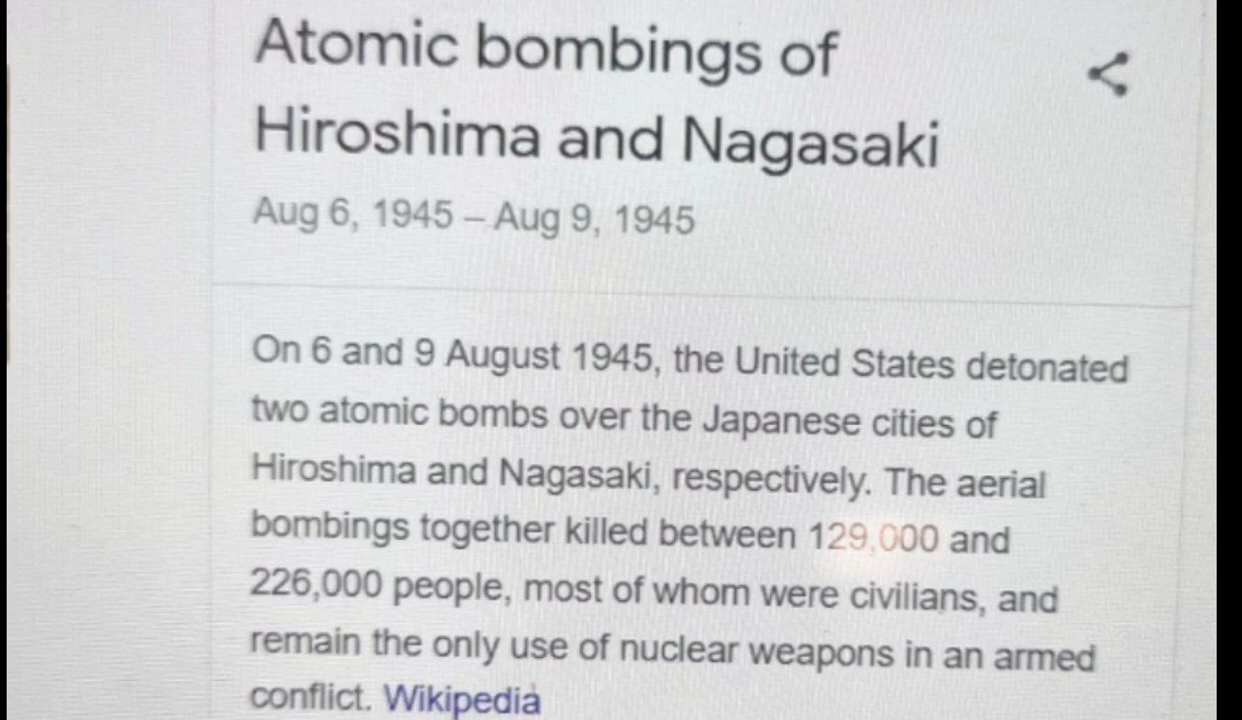 Atomic bombings of
Hiroshima and Nagasaki
Aug 6, 1945 – Aug 9, 1945
On 6 and 9 August 1945, the United States detonated
two atomic bombs over the Japanese cities of
Hiroshima and Nagasaki, respectively. The aerial
bombings together killed between 129,000 and
226,000 people, most of whom were civilians, and
remain the only use of nuclear weapons in an armed
conflict. Wikipedia